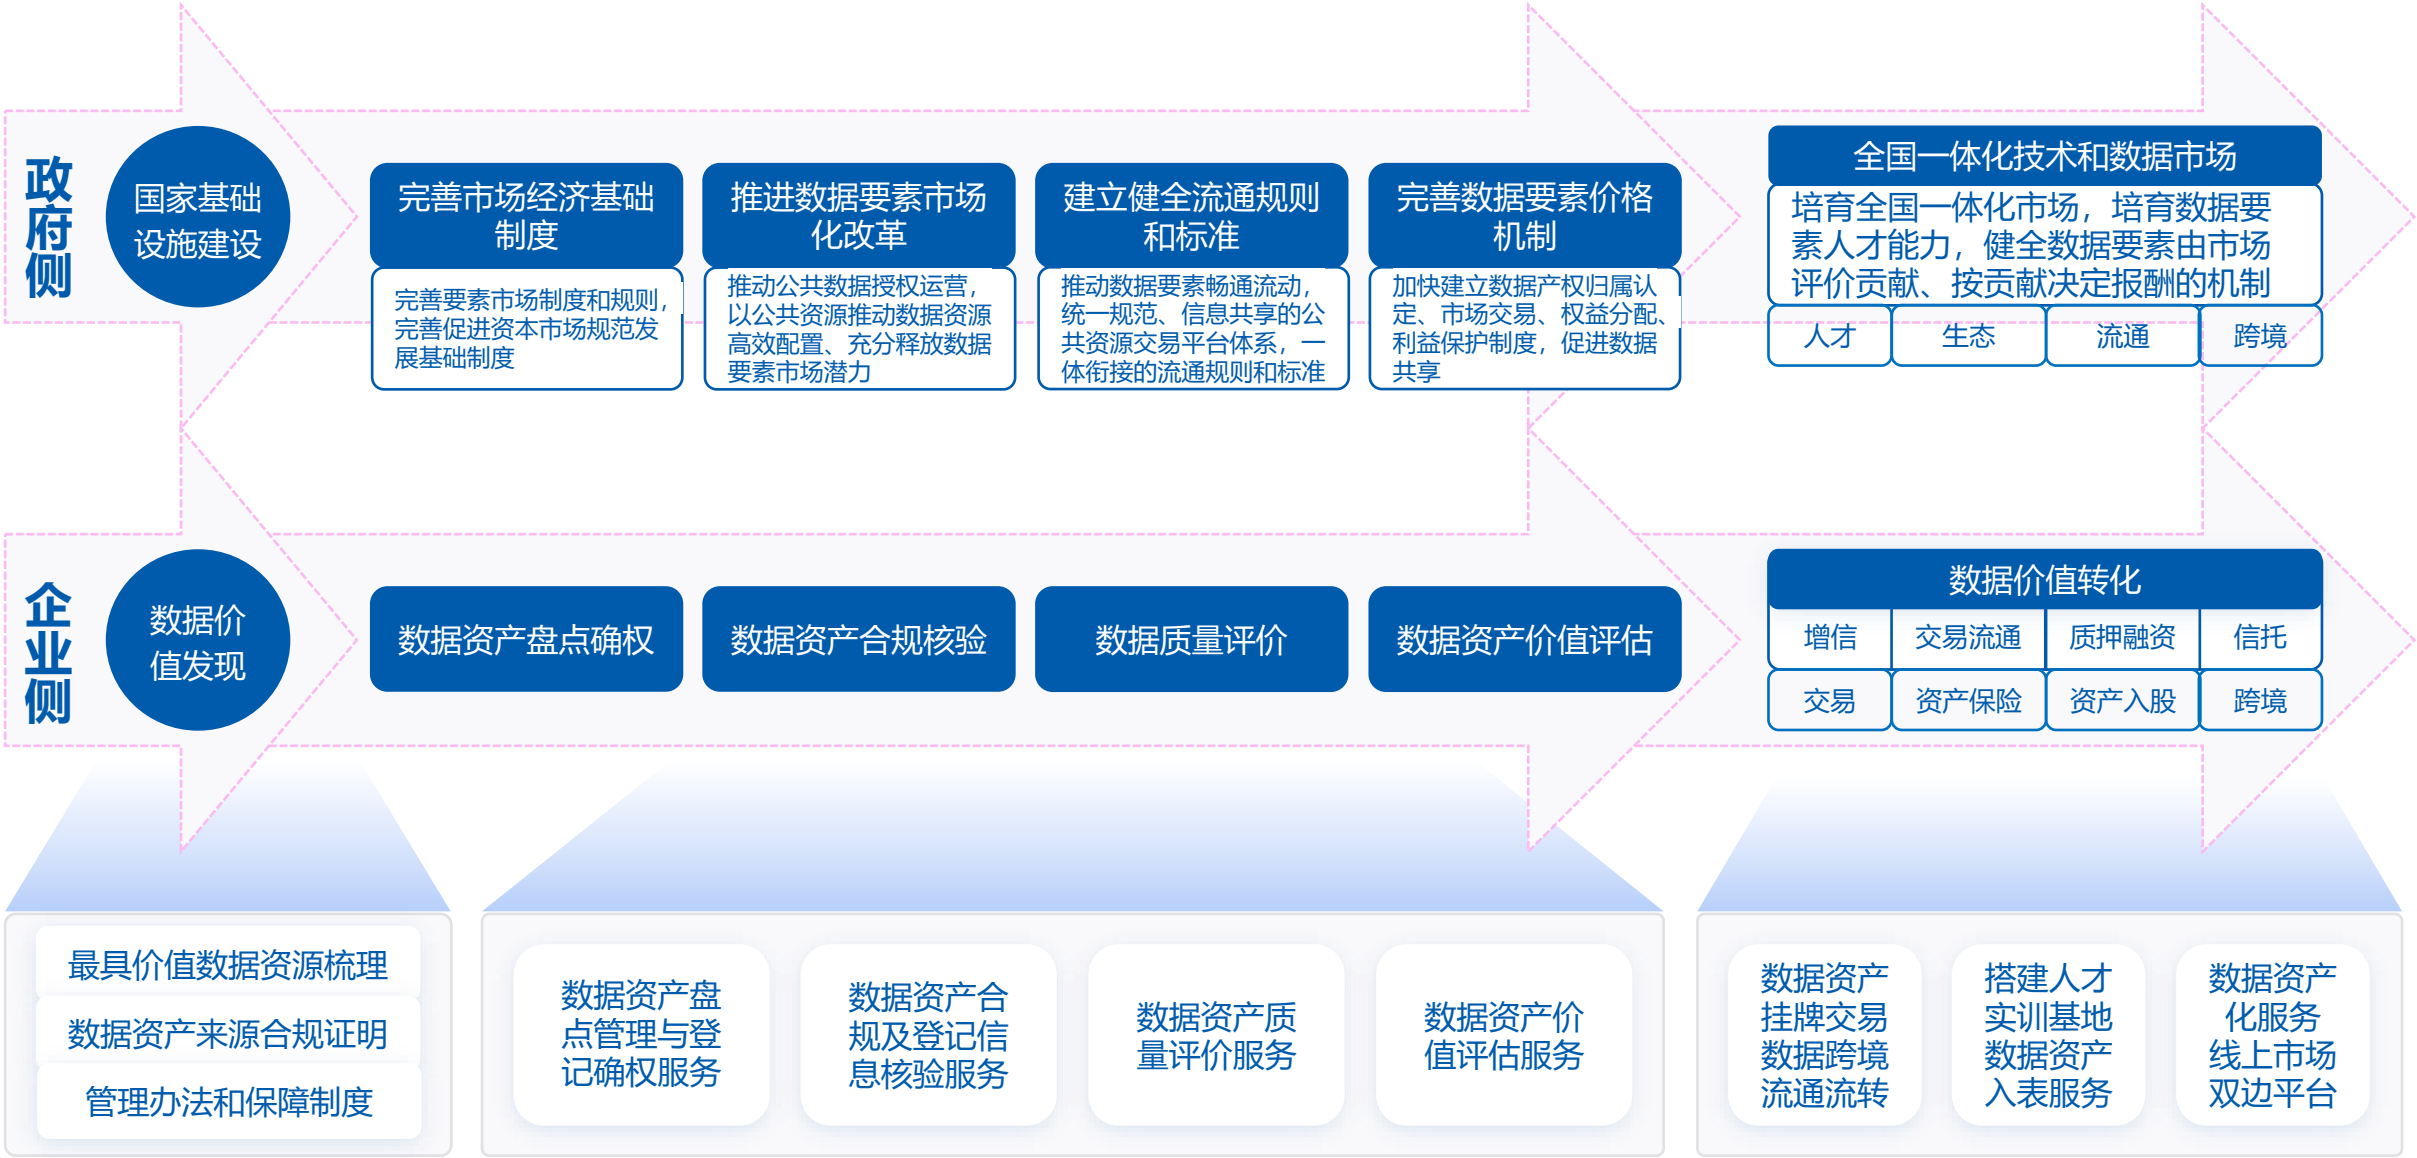 政府侧
国家基础
设施建设
完善市场经济基础
制度
完善要素市场制度和规则，
完善促进资本市场规范发
展基础制度
推进数据要素市场
化改革
推动公共数据授权运营，
以公共资源推动数据资源
高效配置、充分释放数据
要素市场潜力
建立健全流通规则
和标准
推动数据要素畅通流动，
统一规范、信息共享的公
共资源交易平台体系，一
体衔接的流通规则和标准
完善数据要素价格
机制
加快建立数据产权归属认
定、市场交易、权益分配、
利益保护制度，促进数据
共享
全国一体化技术和数据市场
培育全国一体化市场，培育数据要
素人才能力，健全数据要素由市场
评价贡献、按贡献决定报酬的机制
人才
生态
流通
跨境
企业侧
数据价
值发现
数据资产盘点确权
数据资产合规核验
数据质量评价
数据资产价值评估
数据价值转化
增信
交易流通
质押融资
信托
交易
资产保险
资产入股
跨境
最具价值数据资源梳理
数据资产来源合规证明
管理办法和保障制度
数据资产盘
点管理与登
记确权服务
数据资产合
规及登记信
息核验服务
数据资产质
量评价服务
数据资产价
值评估服务
数据资产
挂牌交易
数据跨境
流通流转
搭建人才
实训基地
数据资产
入表服务
数据资产
化服务
线上市场
双边平台